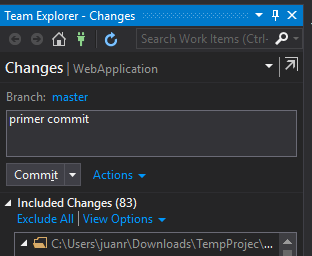 Team Explorer - Changes
Search Work Items (Ctrl-
Changes | WebApplication
Branch: master
primer commit
Commit Actions
Included Changes (83)
Exclude All | View Options
C:\Users\juanr\Downloads\TempProjec\...